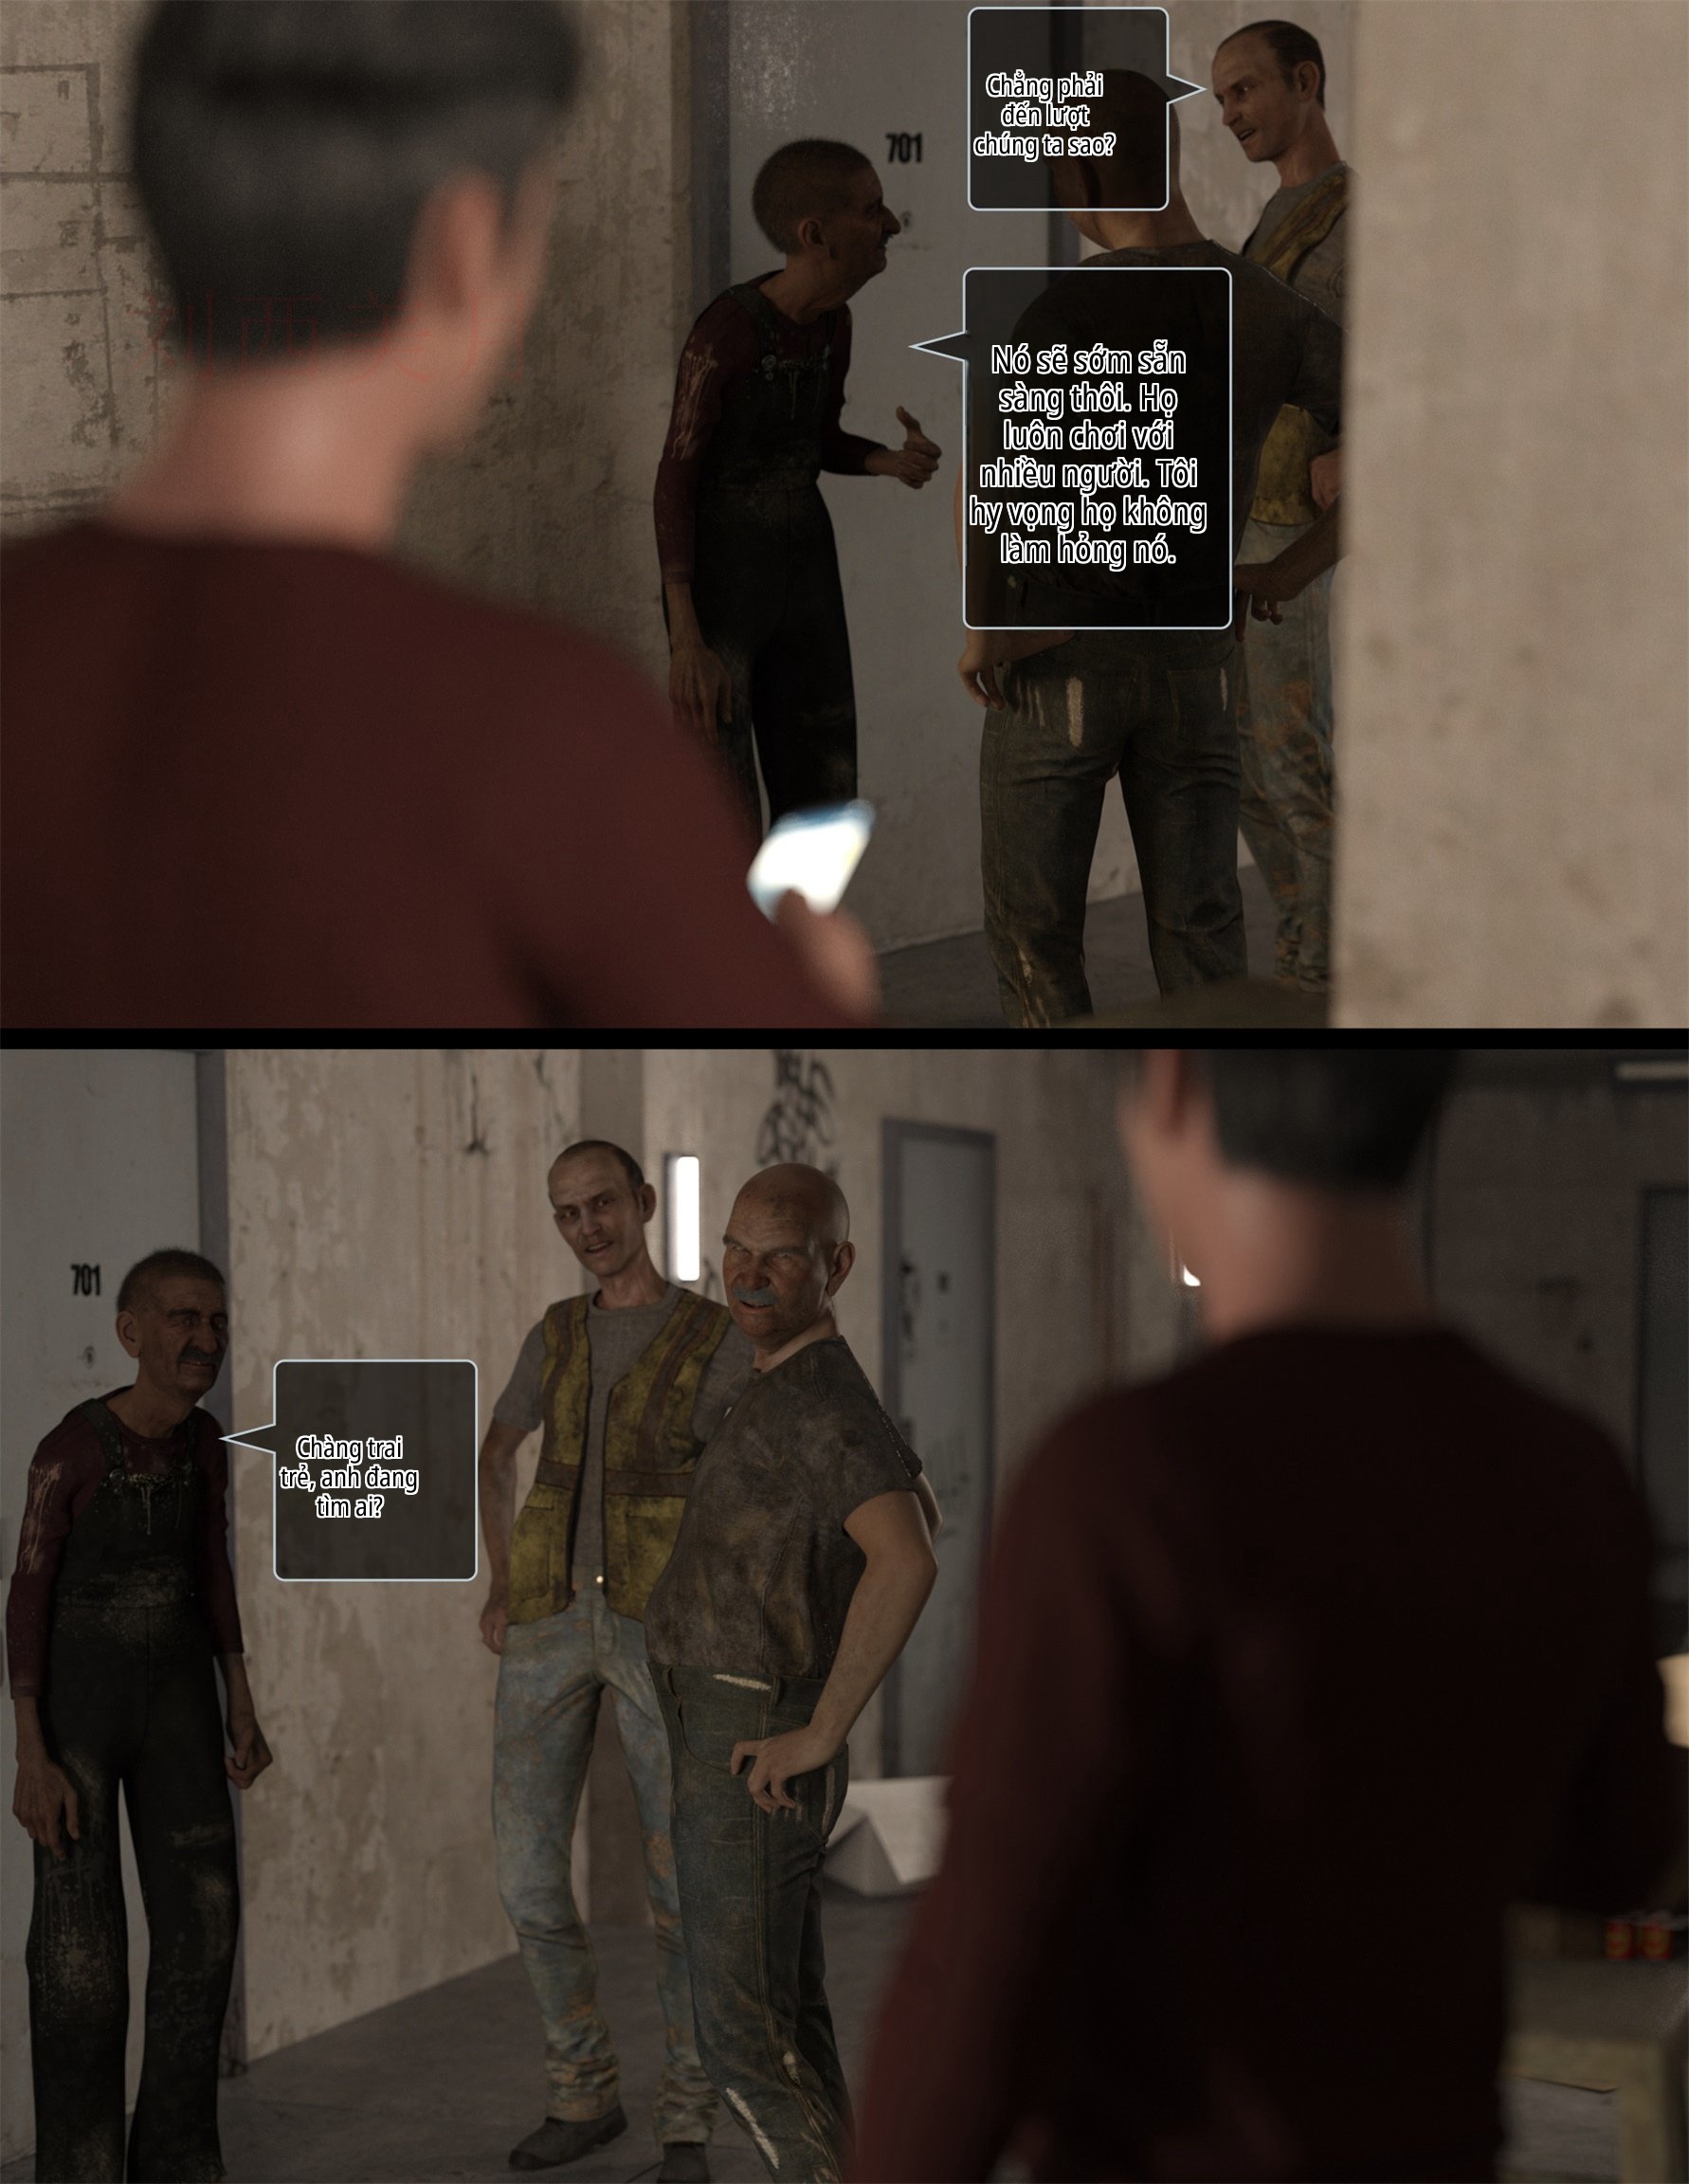 Chẳng phải
đến lượt
chúng ta sao?
701
Nó sẽ sớm sẵn
sàng thôi. Họ
luôn chơi với
nhiều người. Tôi
hy vọng họ không
làm hỏng nó.
701
Chàng trai
trẻ, anh đang
tìm ai?